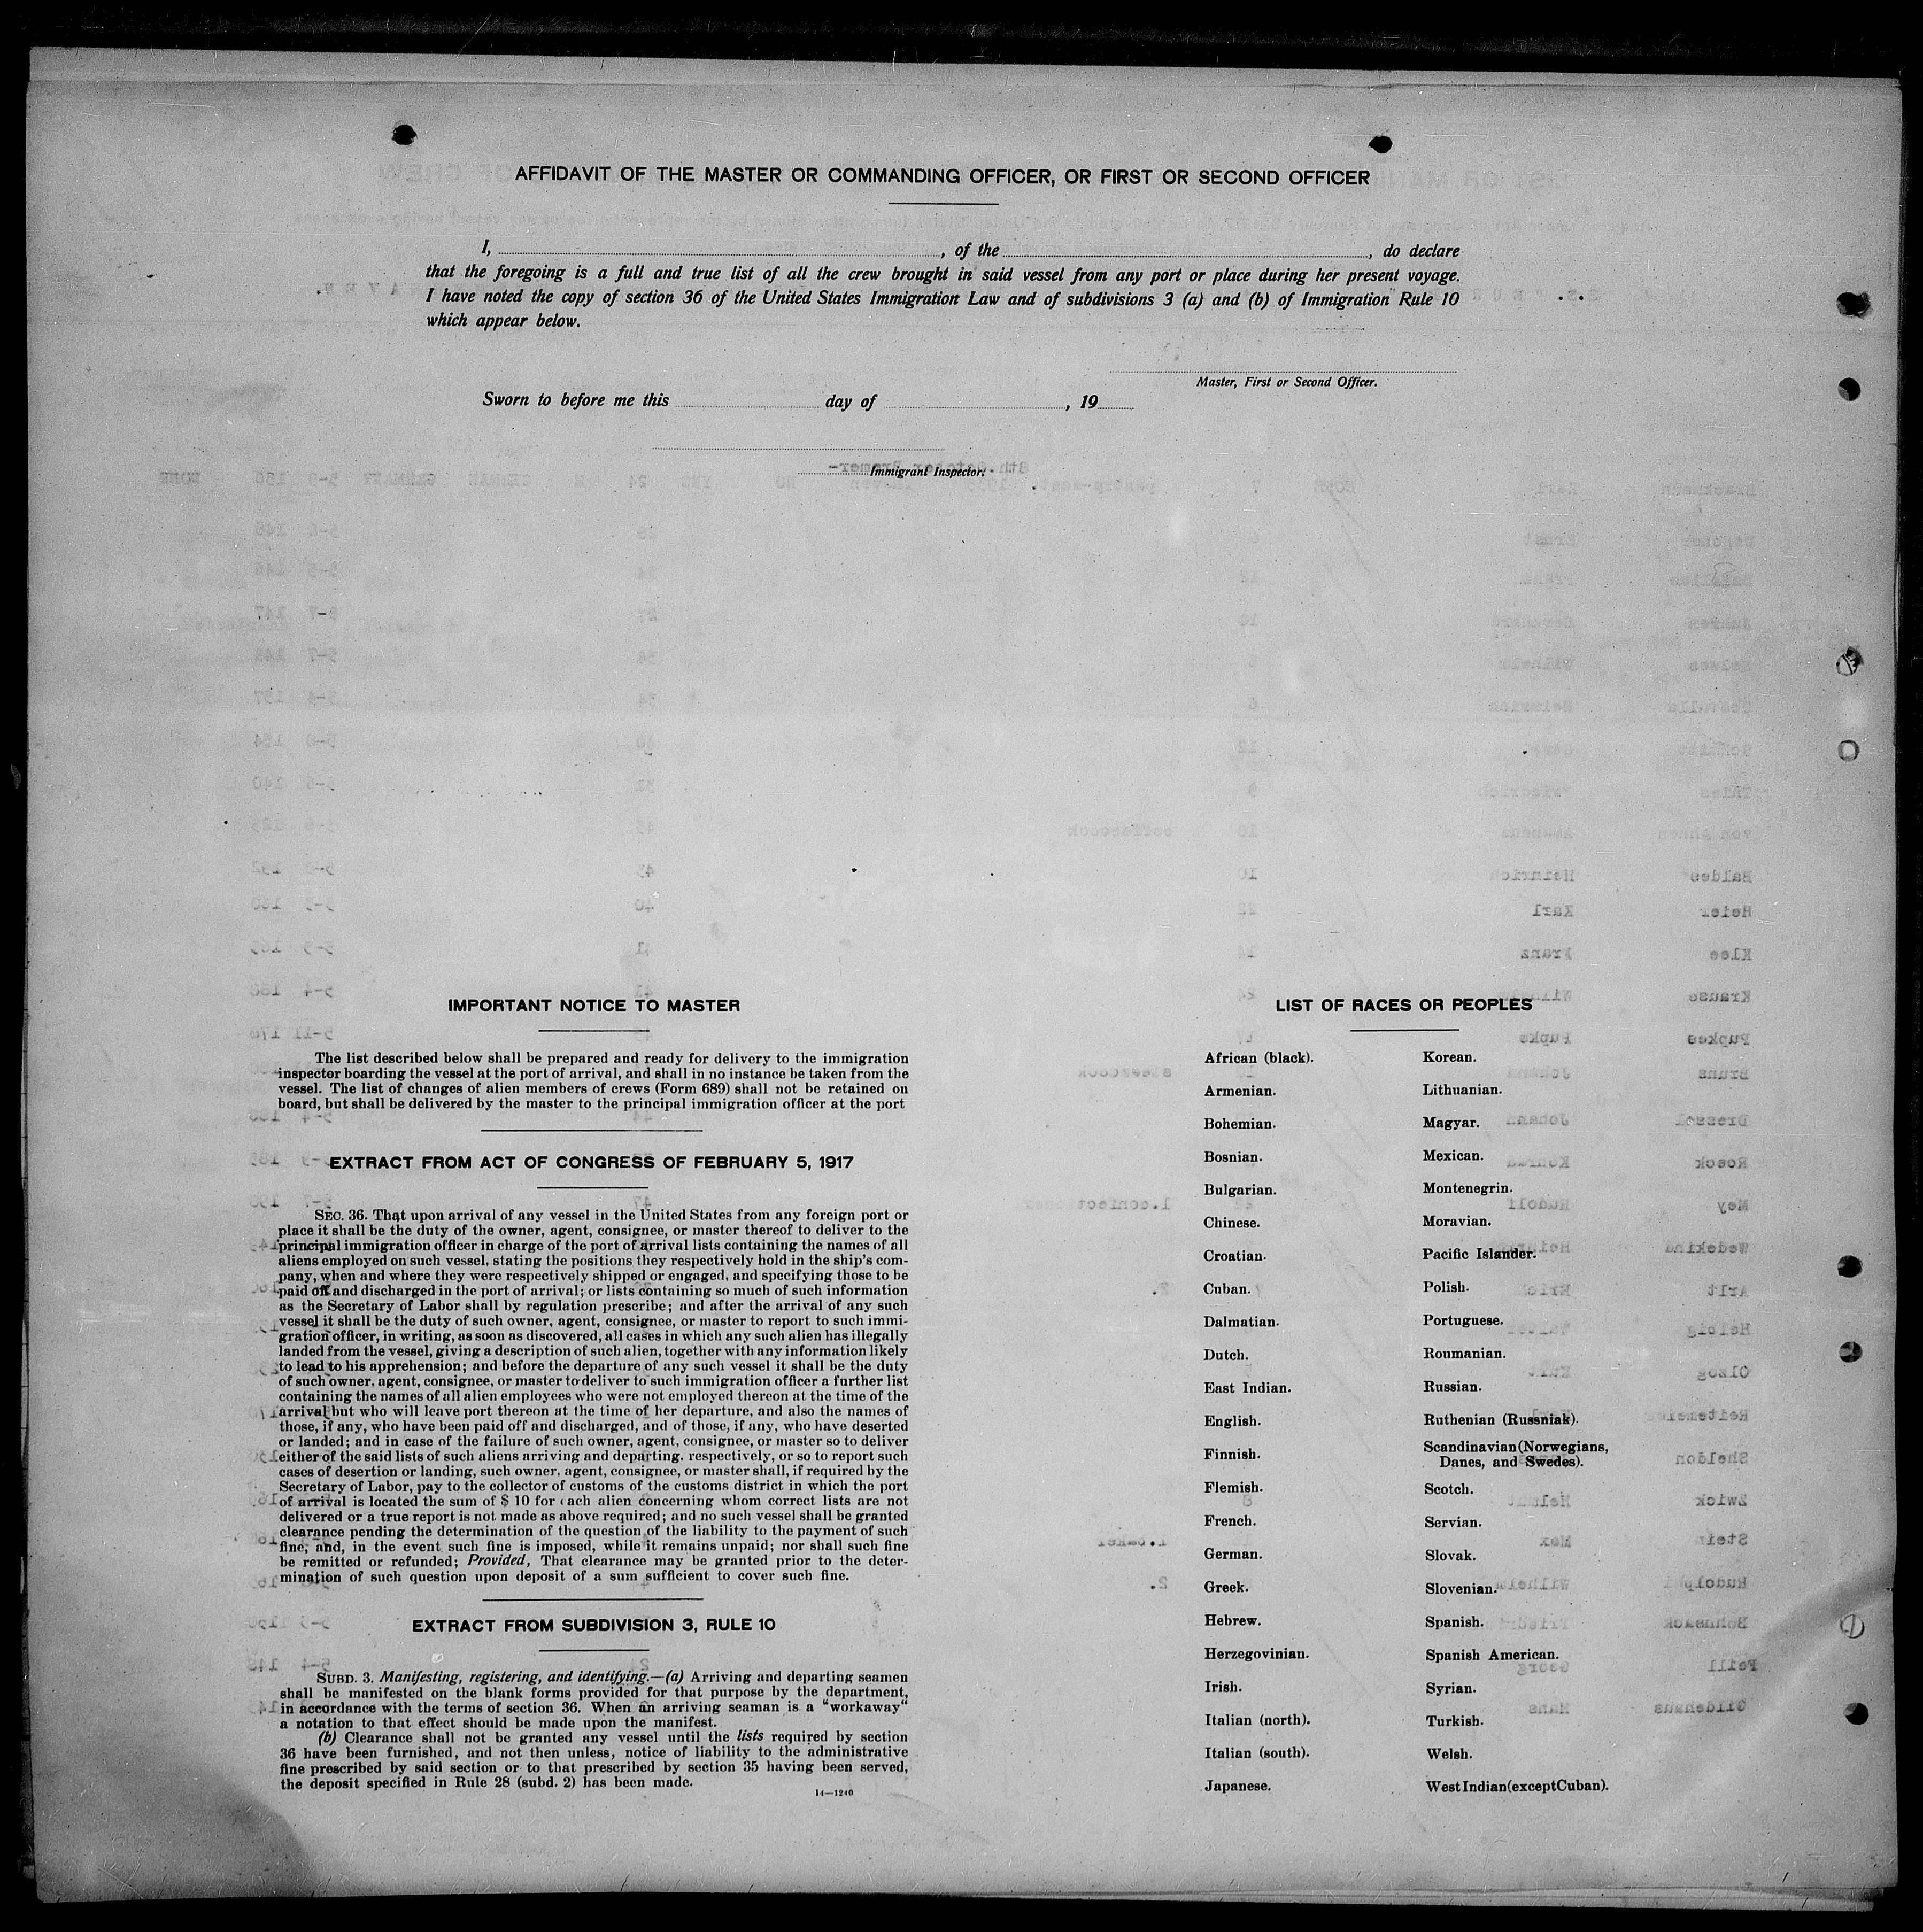 AFFIDAVIT OF THE MASTER OR COMMANDING OFFICER, OR FIRST OR SECOND OFFICER
I, , of the , do declare
that the foregoing is a full and true list of all the crew brought in said vessel from any port or place during her present voyage.
I have noted the copy of section 36 of the United States Immigration Law and of subdivisions 3 (a) and (b) of Immigration Rule 10
which appear below.
Master, First or Second Officer.
Sworn to before me this day of , 19
Immigrant Inspector.
IMPORTANT NOTICE TO MASTER
The list described below shall be prepared and ready for delivery to the immigration
inspector boarding the vessel at the port of arrival, and shall in no instance be taken from the
vessel. The list of changes of alien members of crews (Form 689) shall not be retained on
board, but shall be delivered by the master to the principal immigration officer at the port
EXTRACT FROM ACT OF CONGRESS OF FEBRUARY 5, 1917
SEC. 36. That upon arrival of any vessel in the United States from any foreign port or
place it shall be the duty of the owner, agent, consignee, or master thereof to deliver to the
principal immigration officer in charge of the port of arrival lists containing the names of all
aliens employed on such vessel, stating the positions they respectively hold in the ship's com-
pany, when and where they were respectively shipped or engaged, and specifying those to be
paid off and discharged in the port of arrival; or lists containing so much of such information
as the Secretary of Labor shall by regulation prescribe; and after the arrival of any such
vessel it shall be the duty of such owner, agent, consignee, or master to report to such immi-
gration officer, in writing, as soon as discovered, all cases in which any such alien has illegally
landed from the vessel, giving a description of such alien, together with any information likely
to lead to his apprehension; and before the departure of any such vessel it shall be the duty
of such owner, agent, consignee, or master to deliver to such immigration officer a further list
containing the names of all alien employees who were not employed thereon at the time of the
arrival but who will leave port thereon at the time of her departure, and also the names of
those, if any, who have been paid off and discharged, and of those, if any, who have deserted
or landed; and in case of the failure of such owner, agent, consignee, or master so to deliver
either of the said lists of such aliens arriving and departing, respectively, or so to report such
cases of desertion or landing, such owner, agent, consignee, or master shall, if required by the
Secretary of Labor, pay to the collector of customs of the customs district in which the port
of arrival is located the sum of $ 10 for each alien concerning whom correct lists are not
delivered or a true report is not made as above required; and no such vessel shall be granted
clearance pending the determination of the question of the liability to the payment of such
fine, and, in the event such fine is imposed, while it remains unpaid; nor shall such fine
be remitted or refunded; Provided, That clearance may be granted prior to the deter-
mination of such question upon deposit of a sum sufficient to cover such fine.
EXTRACT FROM SUBDIVISION 3, RULE 10
SUBD. 3. Manifesting, registering, and identifying.—(a) Arriving and departing seamen
shall be manifested on the blank forms provided for that purpose by the department,
in accordance with the terms of section 36. When an arriving seaman is a "workaway"
a notation to that effect should be made upon the manifest.
(b) Clearance shall not be granted any vessel until the lists required by section
36 have been furnished, and not then unless, notice of liability to the administrative
fine prescribed by said section or to that prescribed by section 35 having been served,
the deposit specified in Rule 28 (subd. 2) has been made.
14—1240
LIST OF RACES OR PEOPLES
African (black).
Armenian.
Bohemian.
Bosnian.
Bulgarian.
Chinese.
Croatian.
Cuban.
Dalmatian.
Dutch.
East Indian.
English.
Finnish.
Flemish.
French.
German.
Greek.
Hebrew.
Herzegovinian.
Irish.
Italian (north).
Italian (south).
Japanese.
Korean.
Lithuanian.
Magyar.
Mexican.
Montenegrin.
Moravian.
Pacific Islander.
Polish.
Portuguese.
Roumanian.
Russian.
Ruthenian (Russniak).
Scandinavian (Norwegians,
Danes, and Swedes).
Scotch.
Servian.
Slovak.
Slovenian.
Spanish.
Spanish American.
Syrian.
Turkish.
Welsh.
West Indian (except Cuban).